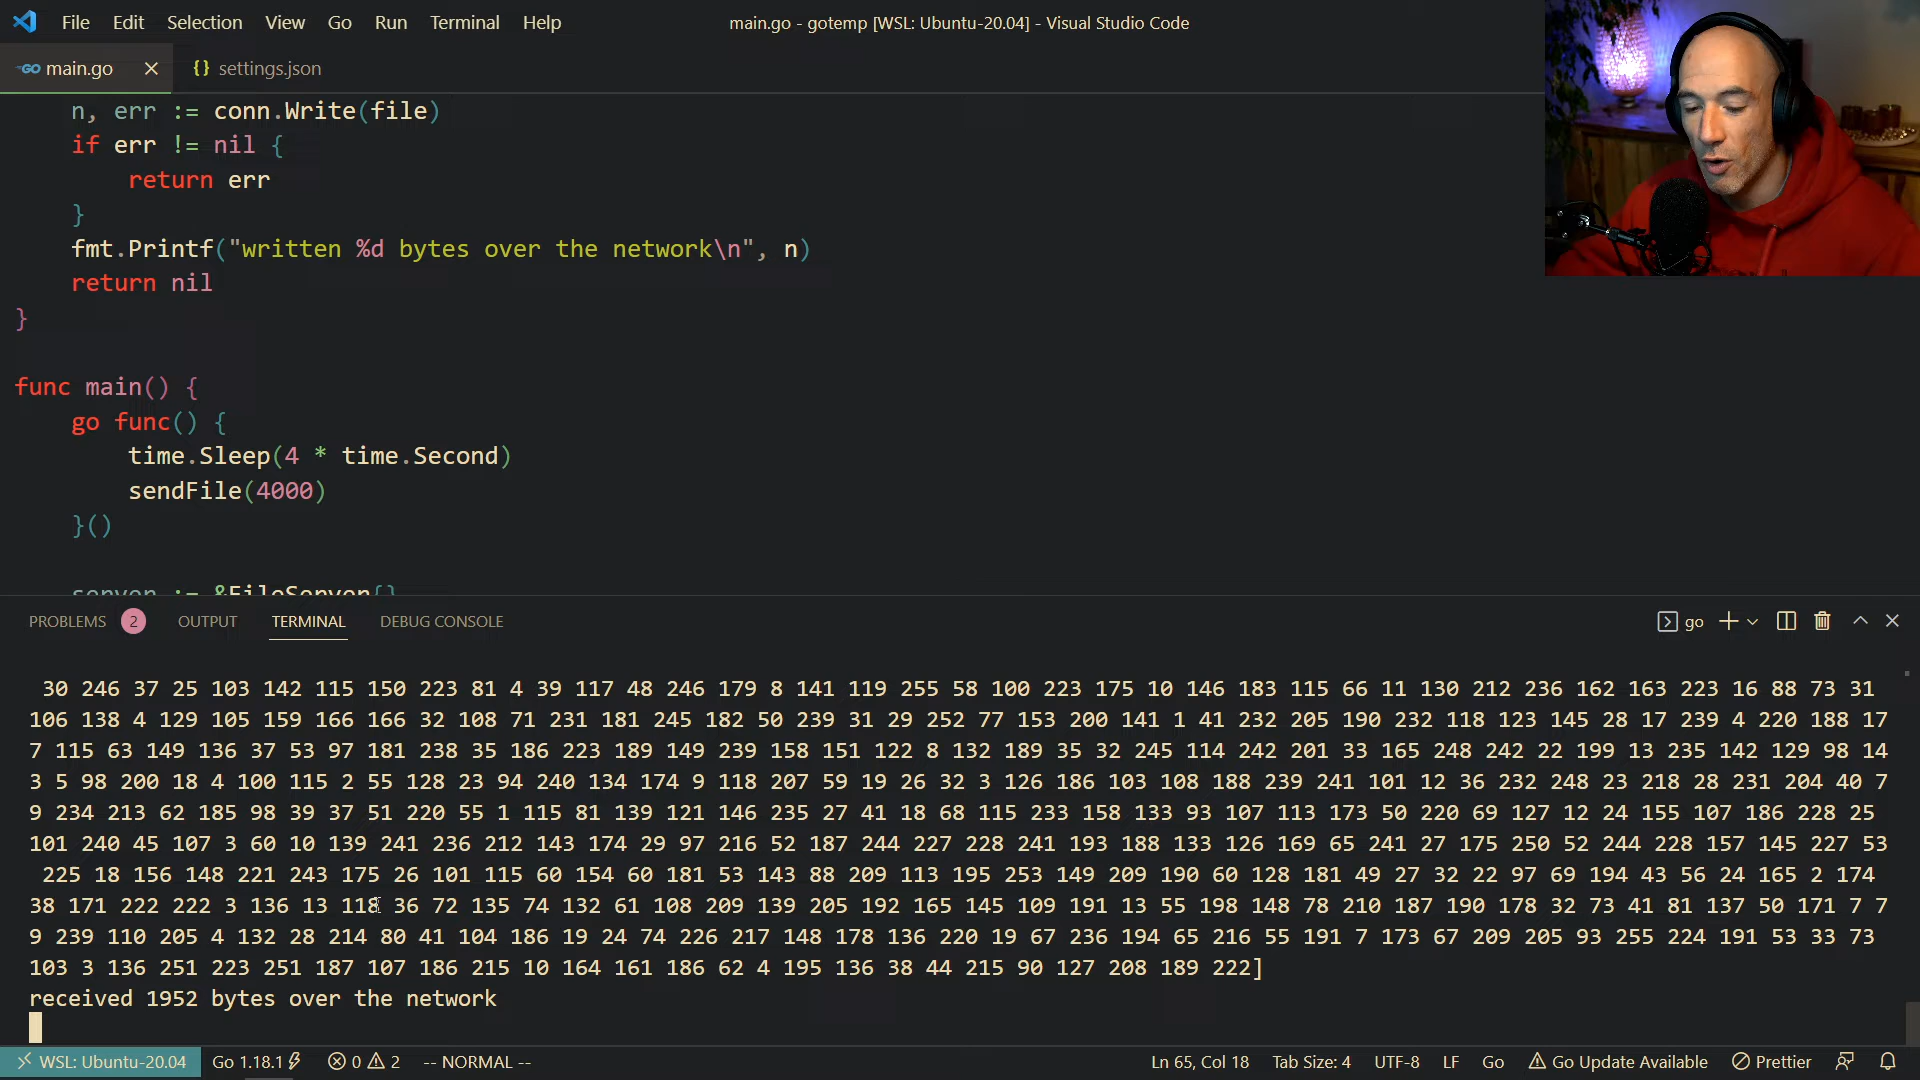 File Edit Selection View Go Run Terminal Help
main.go - gotemp [WSL: Ubuntu-20.04] - Visual Studio Code
GO main.go
{} settings.json
n, err := conn.Write(file)
if err != nil {
return err
}
fmt.Printf("written %d bytes over the network\n", n)
return nil
}
func main() {
go func() {
time.Sleep(4 * time.Second)
sendFile(4000)
}()
server := &FileServer{}
PROBLEMS 2 OUTPUT TERMINAL DEBUG CONSOLE
go
30 246 37 25 103 142 115 150 223 81 4 39 117 48 246 179 8 141 119 255 58 100 223 175 10 146 183 115 66 11 130 212 236 162 163 223 16 88 73 31
106 138 4 129 105 159 166 166 32 108 71 231 181 245 182 50 239 31 29 252 77 153 200 141 1 41 232 205 190 232 118 123 145 28 17 239 4 220 188 17
7 115 63 149 136 37 53 97 181 238 35 186 223 189 149 239 158 151 122 8 132 189 35 32 245 114 242 201 33 165 248 242 22 199 13 235 142 129 98 14
3 5 98 200 18 4 100 115 2 55 128 23 94 240 134 174 9 118 207 59 19 26 32 3 126 186 103 108 188 239 241 101 12 36 232 248 23 218 28 231 204 40 7
9 234 213 62 185 98 39 37 51 220 55 1 115 81 139 121 146 235 27 41 18 68 115 233 158 133 93 107 113 173 50 220 69 127 12 24 155 107 186 228 25
101 240 45 107 3 60 10 139 241 236 212 143 174 29 97 216 52 187 244 227 228 241 193 188 133 126 169 65 241 27 175 250 52 244 228 157 145 227 53
225 18 156 148 221 243 175 26 101 115 60 154 60 181 53 143 88 209 113 195 253 149 209 190 60 128 181 49 27 32 22 97 69 194 43 56 24 165 2 174
38 171 222 222 3 136 13 118 36 72 135 74 132 61 108 209 139 205 192 165 145 109 191 13 55 198 148 78 210 187 190 178 32 73 41 81 137 50 171 7 7
9 239 110 205 4 132 28 214 80 41 104 186 19 24 74 226 217 148 178 136 220 19 67 236 194 65 216 55 191 7 173 67 209 205 93 255 224 191 53 33 73
103 3 136 251 223 251 187 107 186 215 10 164 161 186 62 4 195 136 38 44 215 90 127 208 189 222]
received 1952 bytes over the network
WSL: Ubuntu-20.04 Go 1.18.1 0 2 -- NORMAL -- Ln 65, Col 18 Tab Size: 4 UTF-8 LF Go Go Update Available Prettier